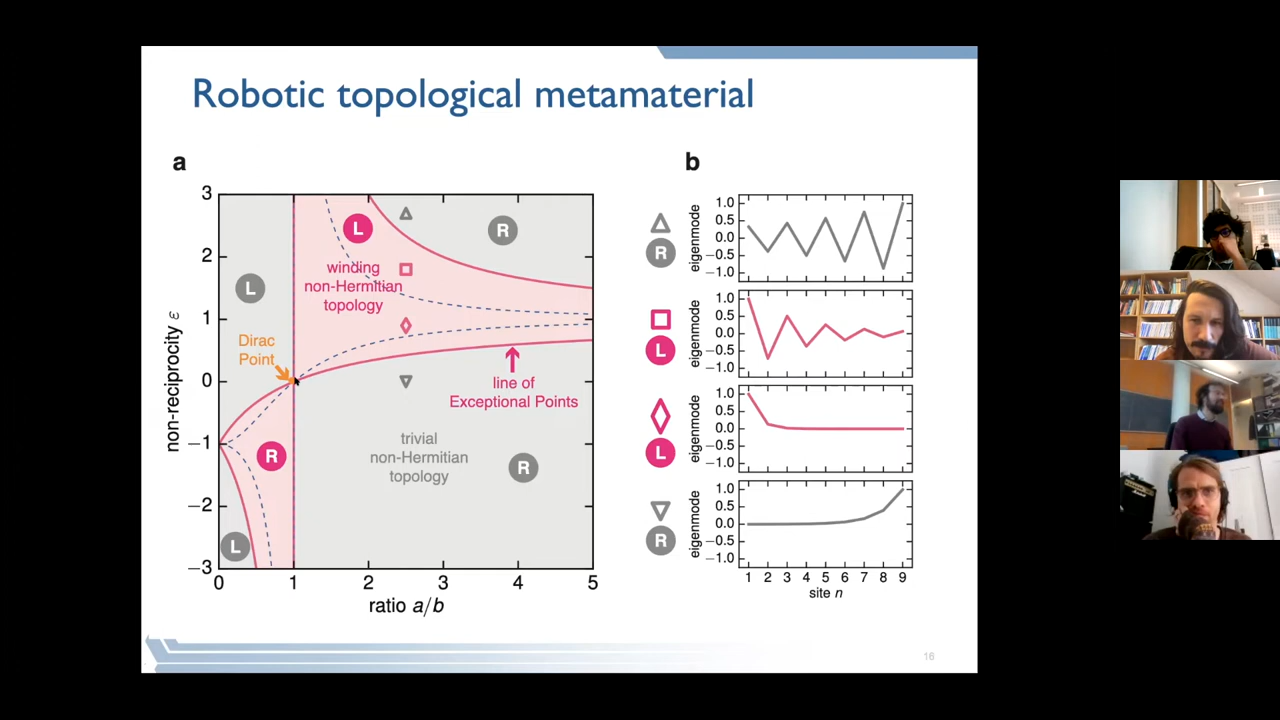 Robotic topological metamaterial
a
3
2
1
0
−1
−2
−3
non-reciprocity ε
0
1
2
3
4
5
ratio a/b
L
L
R
winding
non-Hermitian
topology
Dirac
Point
line of
Exceptional Points
R
trivial
non-Hermitian
topology
R
L
b
R
eigenmode
1.0
0.5
0.0
−0.5
−1.0
L
eigenmode
1.0
0.5
0.0
−0.5
−1.0
L
eigenmode
1.0
0.5
0.0
−0.5
−1.0
R
eigenmode
1.0
0.5
0.0
−0.5
−1.0
1 2 3 4 5 6 7 8 9
site n
16